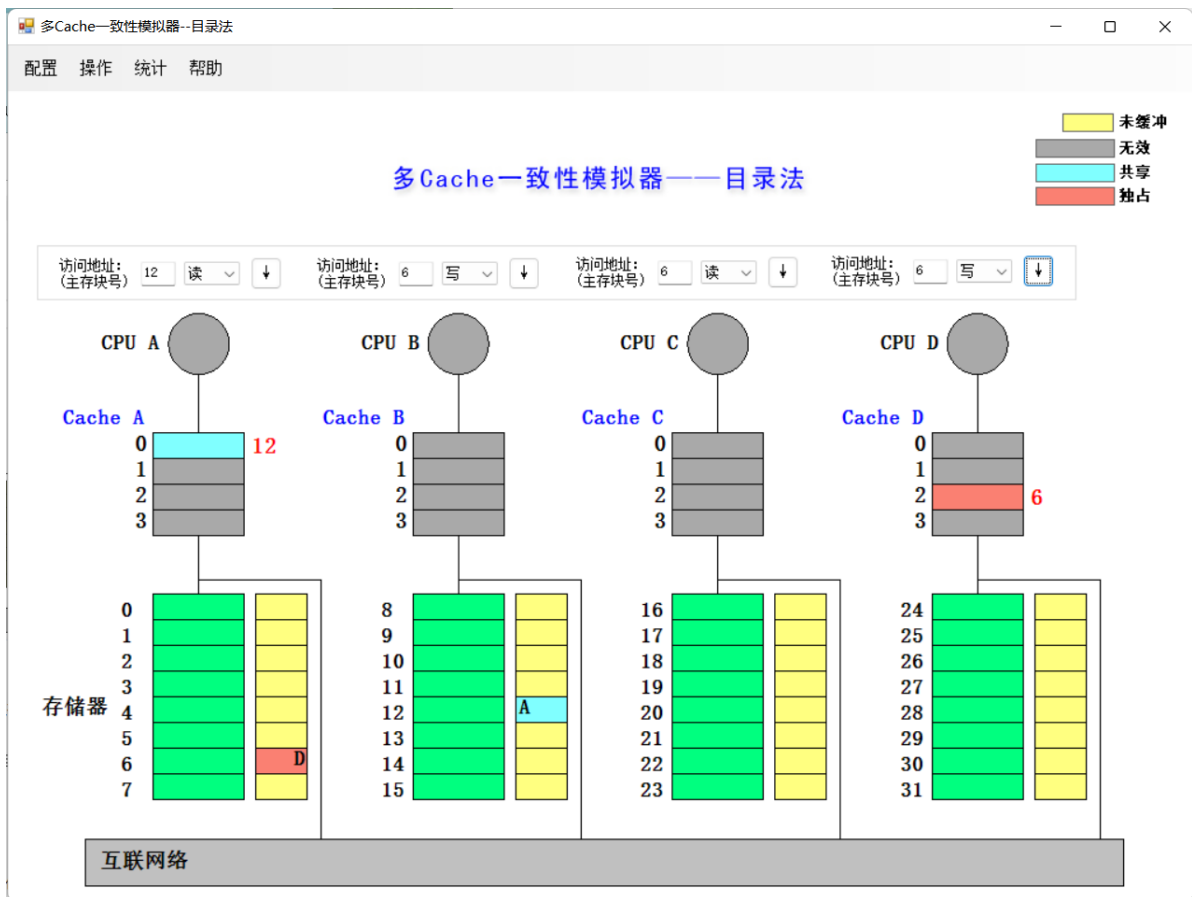 多Cache一致性模拟器--目录法
配置 操作 统计 帮助
未缓冲
无效
共享
独占
多Cache一致性模拟器——目录法
访问地址: 12 读 ↓ 访问地址: 6 写 ↓ 访问地址: 6 读 ↓ 访问地址: 6 写 ↓
(主存块号) (主存块号) (主存块号) (主存块号)
CPU A CPU B CPU C CPU D
Cache A Cache B Cache C Cache D
0 12 0 0 0
1 1 1 1
2 2 2 2 6
3 3 3 3
0 8 16 24
1 9 17 25
2 10 18 26
3 11 19 27
存储器 4 12 A 20 28
5 13 21 29
6 D 14 22 30
7 15 23 31
互联网络